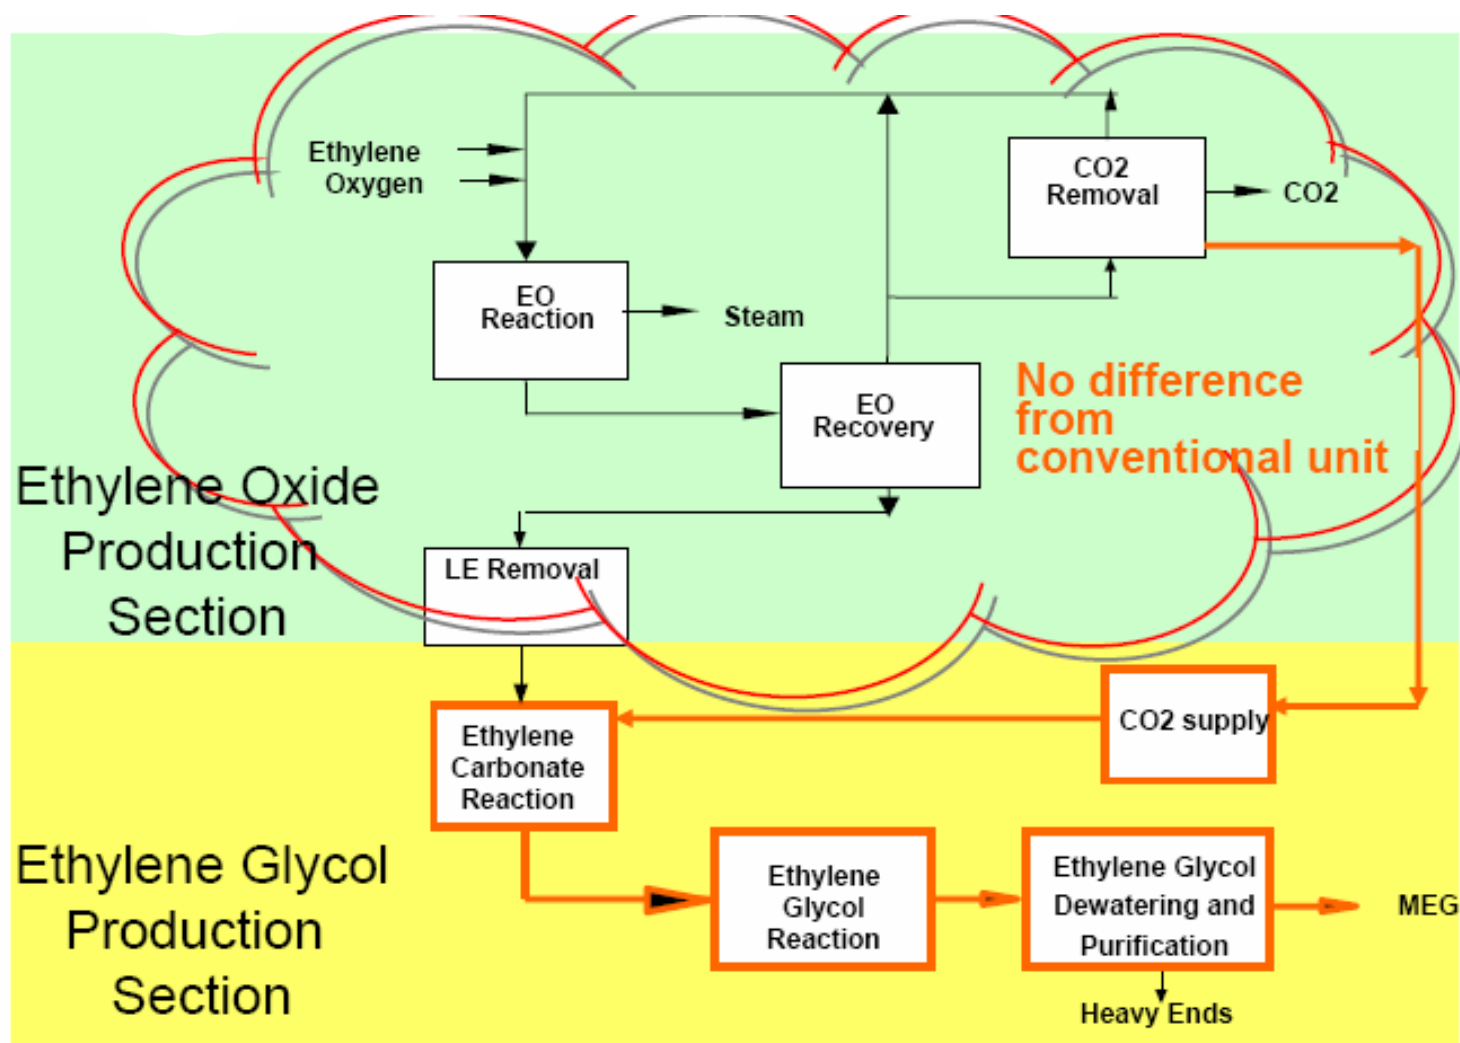 Ethylene
Oxygen
CO2
Removal
CO2
EO
Reaction
Steam
EO
Recovery
No difference
from
conventional unit
Ethylene Oxide
Production
Section
LE Removal
CO2 supply
Ethylene
Carbonate
Reaction
Ethylene Glycol
Production
Section
Ethylene
Glycol
Reaction
Ethylene Glycol
Dewatering and
Purification
MEG
Heavy Ends